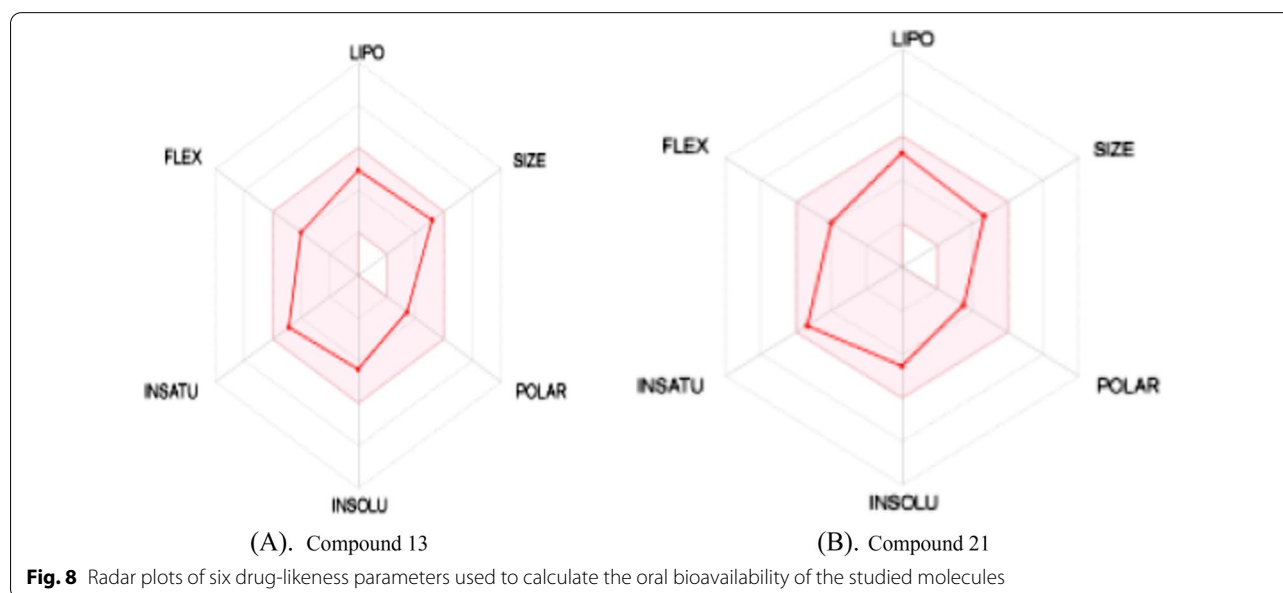 LIPO
FLEX
SIZE
INSATU
POLAR
INSOLU
(A). Compound 13
LIPO
FLEX
SIZE
INSATU
POLAR
INSOLU
(B). Compound 21
Fig. 8 Radar plots of six drug-likeness parameters used to calculate the oral bioavailability of the studied molecules